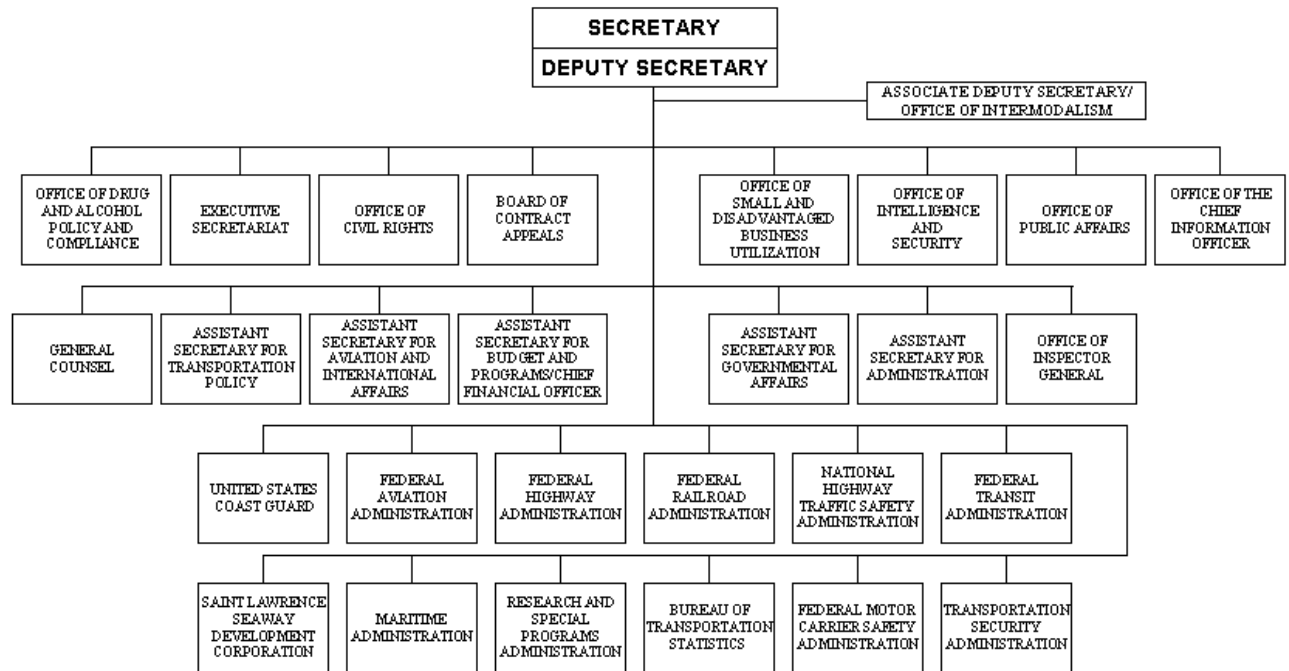 SECRETARY
DEPUTY SECRETARY
ASSOCIATE DEPUTY SECRETARY/
OFFICE OF INTERMODALISM
OFFICE OF DRUG
AND ALCOHOL
POLICY AND
COMPLIANCE
EXECUTIVE
SECRETARIAT
OFFICE OF
CIVIL RIGHTS
BOARD OF
CONTRACT
APPEALS
OFFICE OF
SMALL AND
DISADVANTAGED
BUSINESS
UTILIZATION
OFFICE OF
INTELLIGENCE
AND
SECURITY
OFFICE OF
PUBLIC AFFAIRS
OFFICE OF THE
CHIEF
INFORMATION
OFFICER
GENERAL
COUNSEL
ASSISTANT
SECRETARY FOR
TRANSPORTATION
POLICY
ASSISTANT
SECRETARY FOR
AVIATION AND
INTERNATIONAL
AFFAIRS
ASSISTANT
SECRETARY FOR
BUDGET AND
PROGRAMS/CHIEF
FINANCIAL OFFICER
ASSISTANT
SECRETARY FOR
GOVERNMENTAL
AFFAIRS
ASSISTANT
SECRETARY FOR
ADMINISTRATION
OFFICE OF
INSPECTOR
GENERAL
UNITED STATES
COAST GUARD
FEDERAL
AVIATION
ADMINISTRATION
FEDERAL
HIGHWAY
ADMINISTRATION
FEDERAL
RAILROAD
ADMINISTRATION
NATIONAL
HIGHWAY
TRAFFIC SAFETY
ADMINISTRATION
FEDERAL
TRANSIT
ADMINISTRATION
SAINT LAWRENCE
SEAWAY
DEVELOPMENT
CORPORATION
MARITIME
ADMINISTRATION
RESEARCH AND
SPECIAL
PROGRAMS
ADMINISTRATION
BUREAU OF
TRANSPORTATION
STATISTICS
FEDERAL MOTOR
CARRIER SAFETY
ADMINISTRATION
TRANSPORTATION
SECURITY
ADMINISTRATION